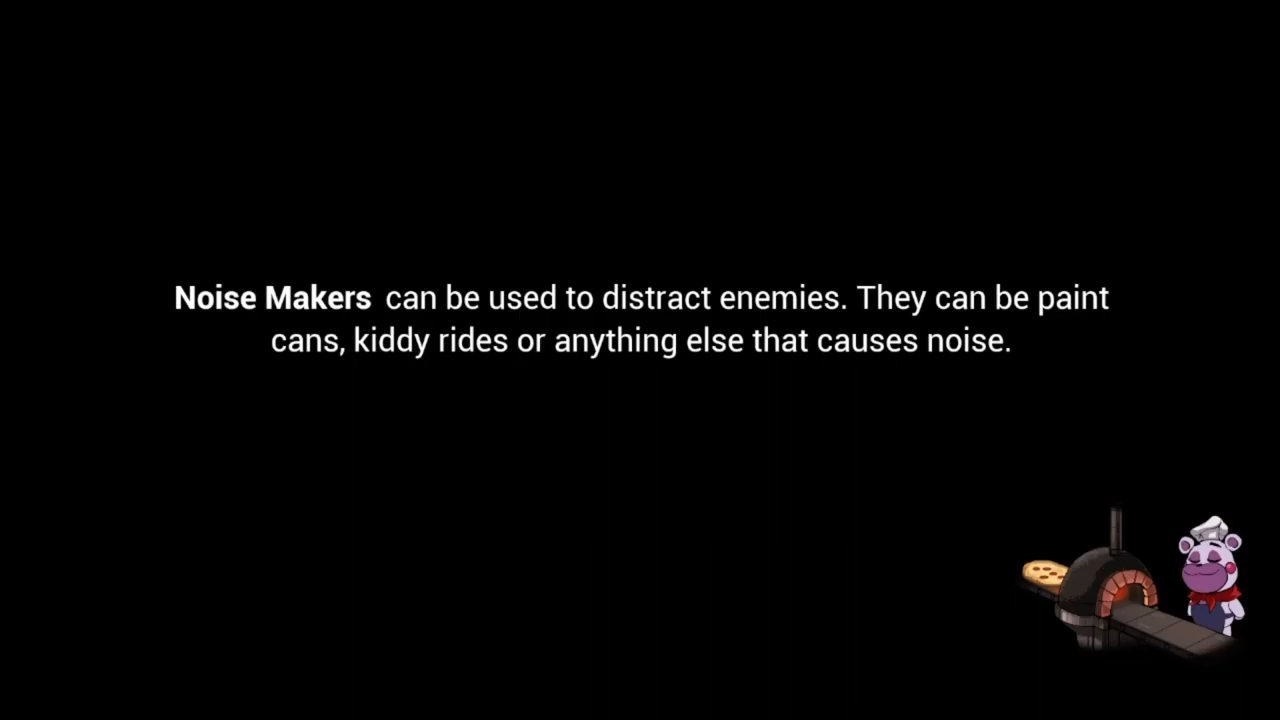 Noise Makers can be used to distract enemies. They can be paint
cans, kiddy rides or anything else that causes noise.